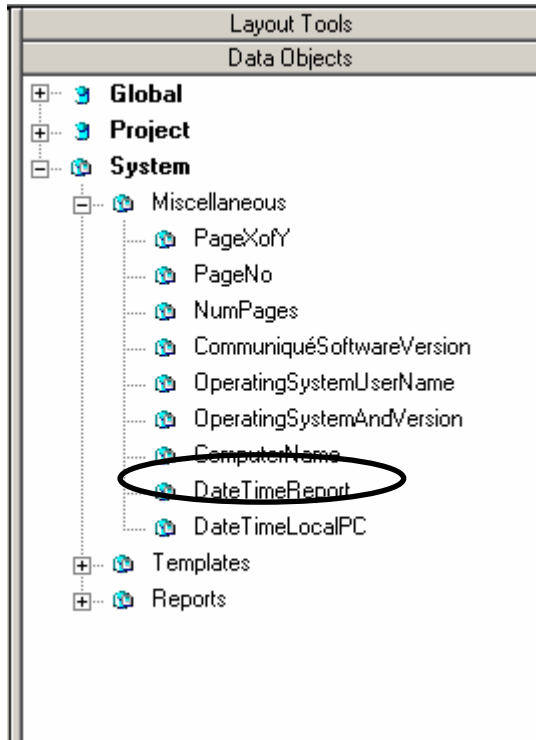 Layout Tools
Data Objects
Global
Project
System
Miscellaneous
PageXofY
PageNo
NumPages
CommuniquéSoftwareVersion
OperatingSystemUserName
OperatingSystemAndVersion
ComputerName
DateTimeReport
DateTimeLocalPC
Templates
Reports